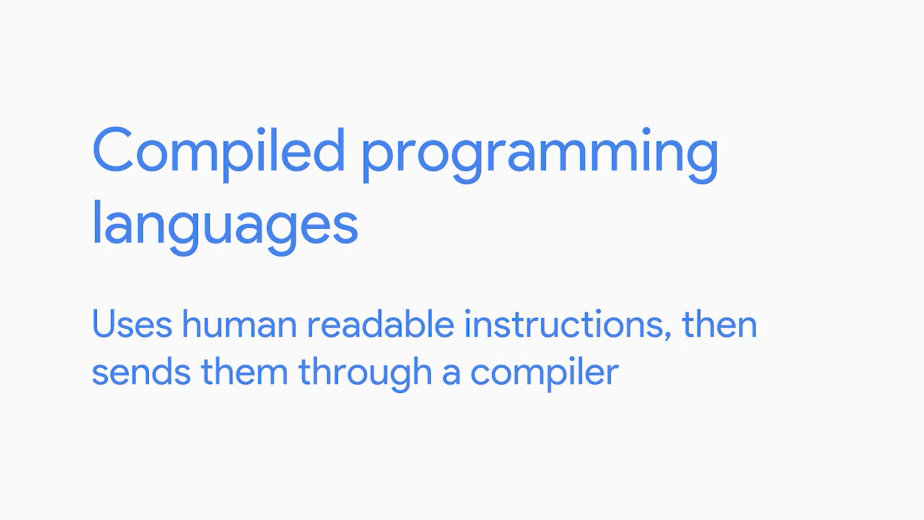 Compiled programming
languages
Uses human readable instructions, then
sends them through a compiler